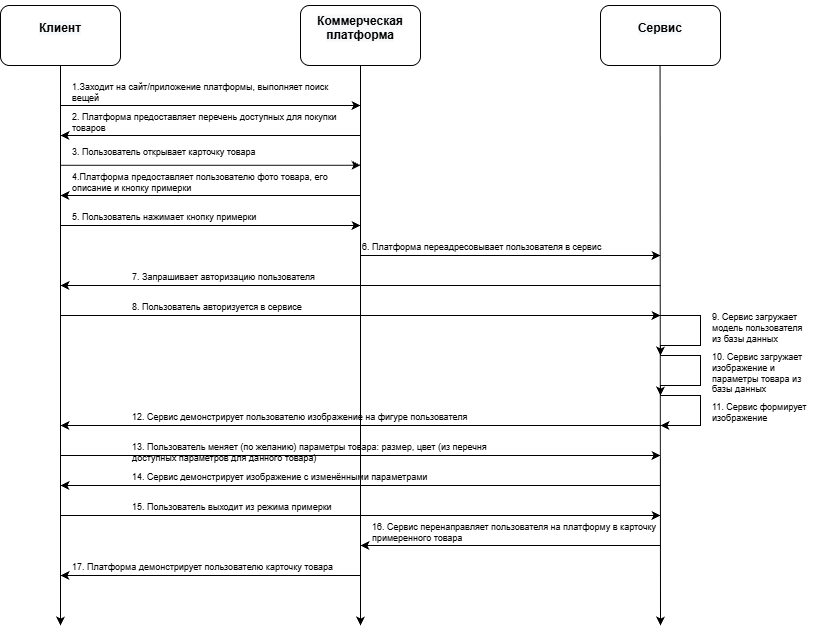 Клиент
Коммерческая
платформа
Сервис
1.Заходит на сайт/приложение платформы, выполняет поиск
вещей
2. Платформа предоставляет перечень доступных для покупки
товаров
3. Пользователь открывает карточку товара
4.Платформа предоставляет пользователю фото товара, его
описание и кнопку примерки
5. Пользователь нажимает кнопку примерки
6. Платформа переадресовывает пользователя в сервис
7. Запрашивает авторизацию пользователя
8. Пользователь авторизуется в сервисе
9. Сервис загружает
модель пользователя
из базы данных
10. Сервис загружает
изображение и
параметры товара из
базы данных
11. Сервис формирует
изображение
12. Сервис демонстрирует пользователю изображение на фигуре пользователя
13. Пользователь меняет (по желанию) параметры товара: размер, цвет (из перечня
доступных параметров для данного товара)
14. Сервис демонстрирует изображение с изменёнными параметрами
15. Пользователь выходит из режима примерки
16. Сервис перенаправляет пользователя на платформу в карточку
примеренного товара
17. Платформа демонстрирует пользователю карточку товара